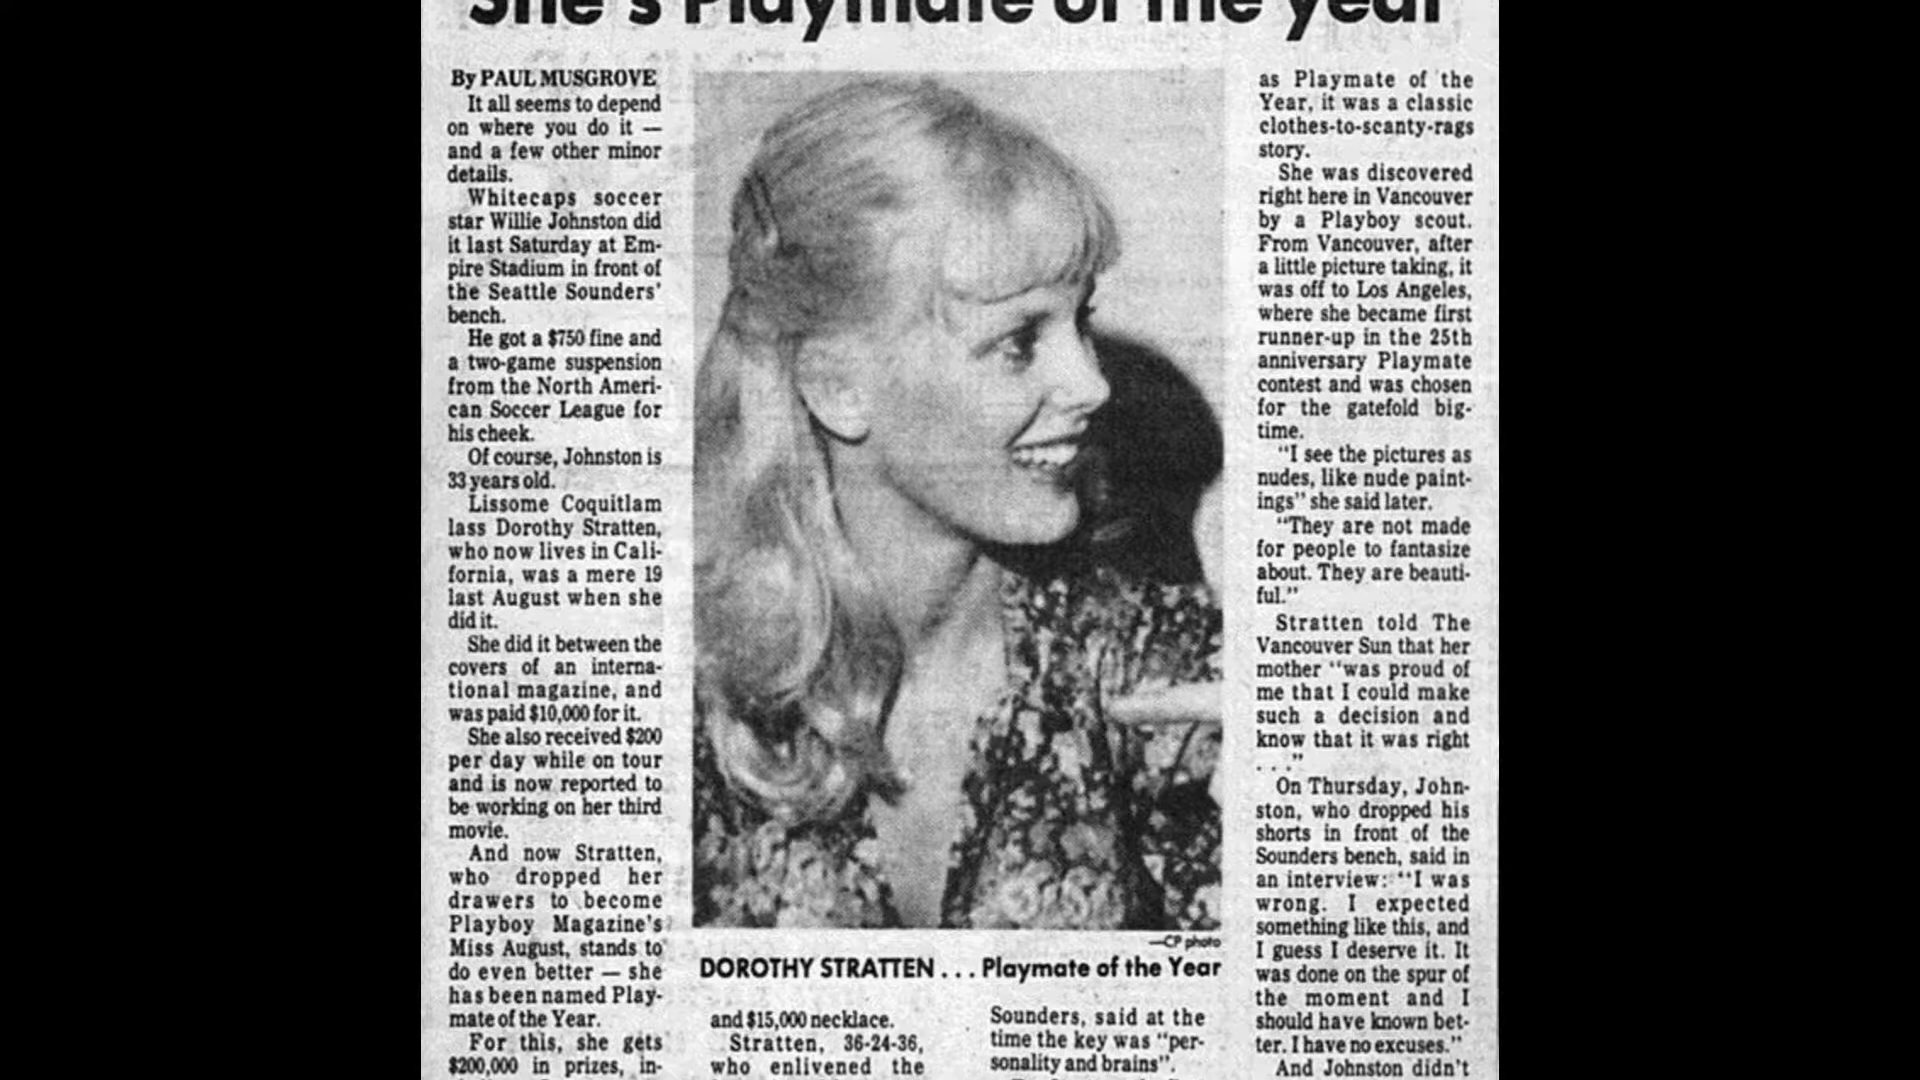 She's Playmate of the year
By PAUL MUSGROVE
It all seems to depend
on where you do it —
and a few other minor
details.
Whitecaps soccer
star Willie Johnston did
it last Saturday at Em-
pire Stadium in front of
the Seattle Sounders'
bench.
He got a $750 fine and
a two-game suspension
from the North Ameri-
can Soccer League for
his cheek.
Of course, Johnston is
33 years old.
Lissome Coquitlam
lass Dorothy Stratten,
who now lives in Cali-
fornia, was a mere 19
last August when she
did it.
She did it between the
covers of an interna-
tional magazine, and
was paid $10,000 for it.
She also received $200
per day while on tour
and is now reported to
be working on her third
movie.
And now Stratten,
who dropped her
drawers to become
Playboy Magazine's
Miss August, stands to
do even better — she
has been named Play-
mate of the Year.
For this, she gets
$200,000 in prizes, in-
—CP photo
DOROTHY STRATTEN . . . Playmate of the Year
and $15,000 necklace.
Stratten, 36-24-36,
who enlivened the
Sounders, said at the
time the key was "per-
sonality and brains".
as Playmate of the
Year, it was a classic
clothes-to-scanty-rags
story.
She was discovered
right here in Vancouver
by a Playboy scout.
From Vancouver, after
a little picture taking, it
was off to Los Angeles,
where she became first
runner-up in the 25th
anniversary Playmate
contest and was chosen
for the gatefold big-
time.
"I see the pictures as
nudes, like nude paint-
ings" she said later.
"They are not made
for people to fantasize
about. They are beauti-
ful."
Stratten told The
Vancouver Sun that her
mother "was proud of
me that I could make
such a decision and
know that it was right
. . ."
On Thursday, John-
ston, who dropped his
shorts in front of the
Sounders bench, said in
an interview: "I was
wrong. I expected
something like this, and
I guess I deserve it. It
was done on the spur of
the moment and I
should have known bet-
ter. I have no excuses."
And Johnston didn't